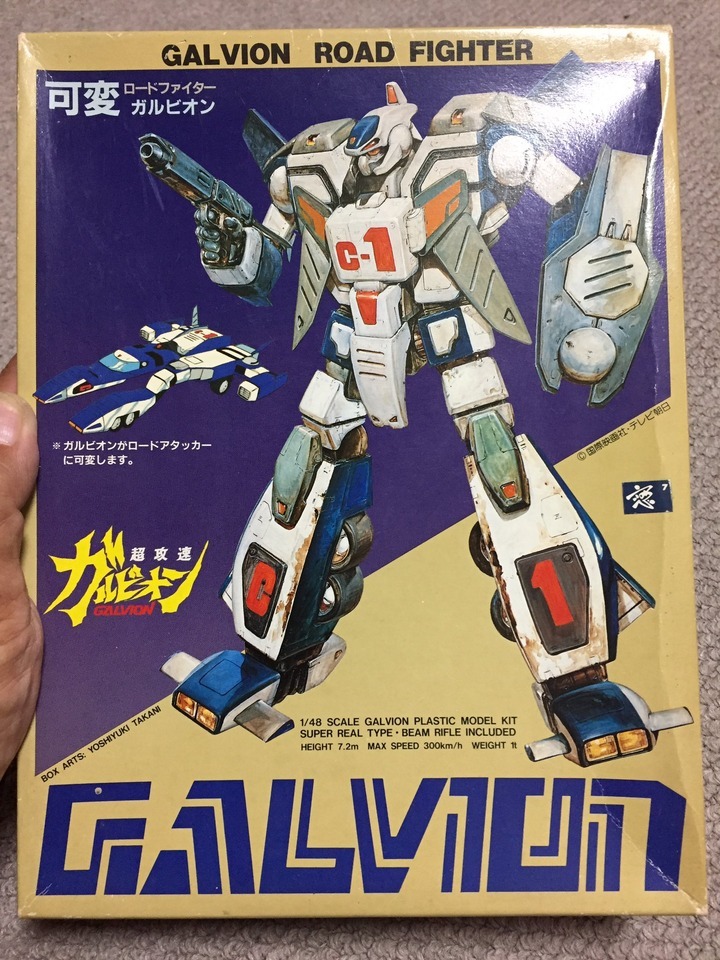 GALVION ROAD FIGHTER
可変
ロードファイター
ガルビオン
C-1
※ガルビオンがロードアタッカー
に可変します。
©国際映画社・テレビ朝日
7
超攻速
ガルビオン
GALVION
C
1
BOX ARTS: YOSHIYUKI TAKANI
1/48 SCALE GALVION PLASTIC MODEL KIT
SUPER REAL TYPE・BEAM RIFLE INCLUDED
HEIGHT 7.2m MAX SPEED 300km/h WEIGHT 1t
GALVION